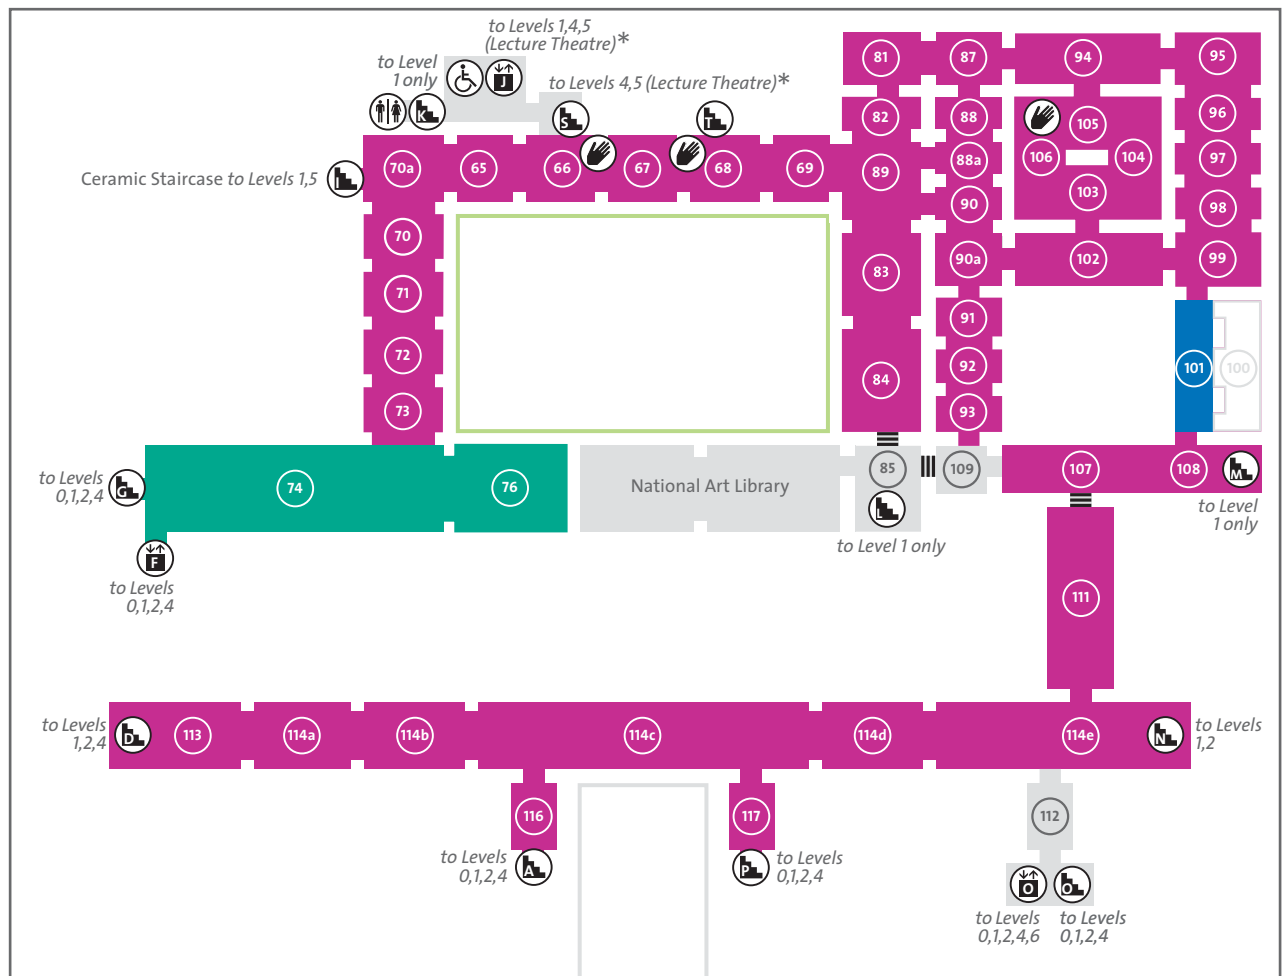 to Levels 1,4,5
(Lecture Theatre)*
to Level
1 only
J
to Levels 4,5 (Lecture Theatre)*
K
S
T
81
87
94
95
82
88
105
96
106
104
88a
97
Ceramic Staircase to Levels 1,5
I
70a
65
66
67
68
69
89
103
90
98
70
83
90a
102
99
71
91
72
92
101
100
84
73
93
to Levels
0,1,2,4
G
74
76
National Art Library
85
109
107
108
M
L
to Level
1 only
to Level 1 only
F
to Levels
0,1,2,4
111
to Levels
1,2,4
D
113
114a
114b
114c
114d
114e
N
to Levels
1,2
116
117
112
to Levels
0,1,2,4
A
P
to Levels
0,1,2,4
O
O
to Levels
0,1,2,4,6
to Levels
0,1,2,4